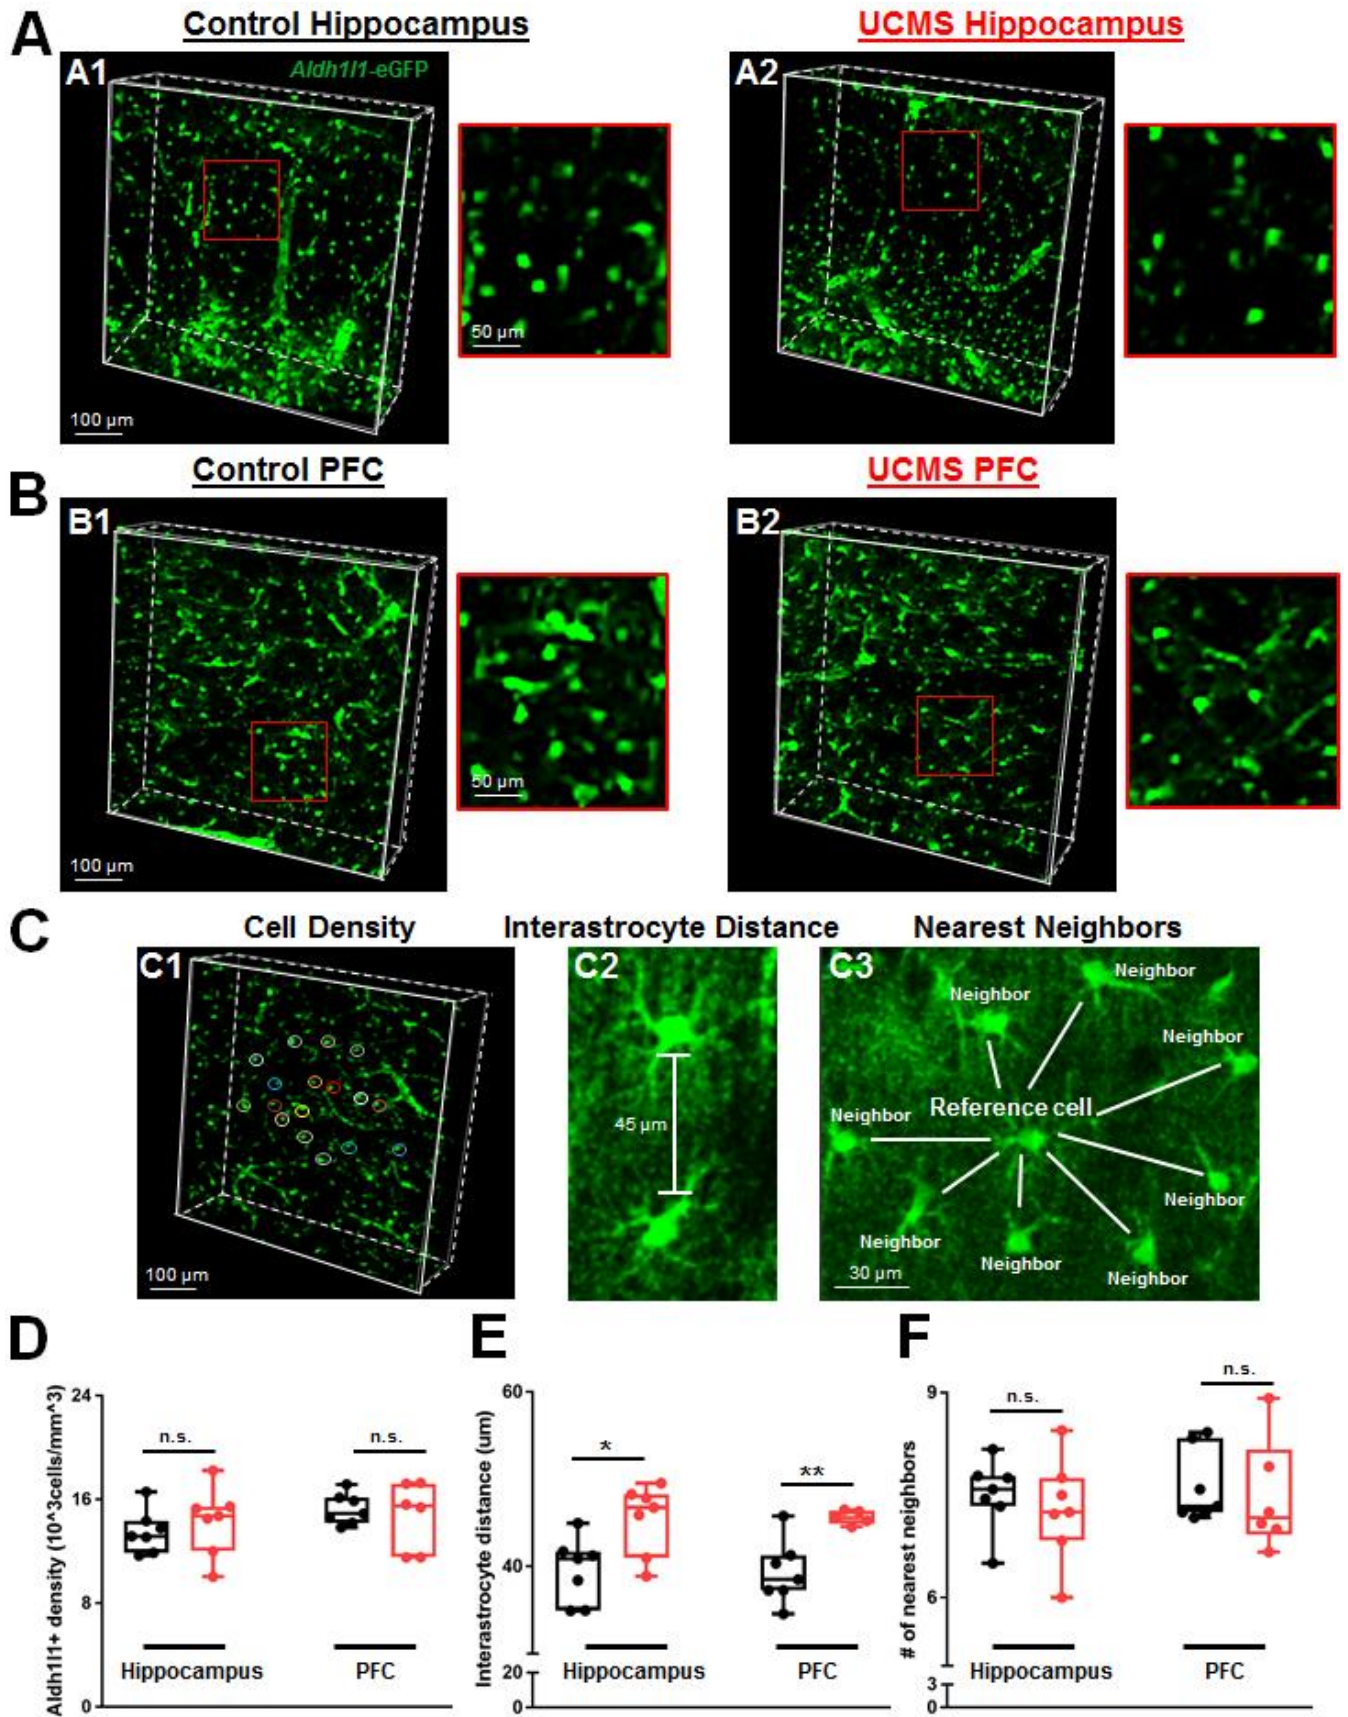 A
Control Hippocampus
UCMS Hippocampus
A1
Aldh1l1-eGFP
A2
50 µm
100 µm
B
Control PFC
UCMS PFC
B1
B2
50 µm
100 µm
C
Cell Density
Interastrocyte Distance
Nearest Neighbors
C1
C2
C3
Neighbor
Neighbor
Neighbor
Neighbor
Reference cell
45 µm
Neighbor
Neighbor
Neighbor
Neighbor
100 µm
30 µm
D
Aldh1l1+ density (10^3cells/mm^3)
24
16
8
0
n.s.
n.s.
Hippocampus
PFC
E
Interastrocyte distance (um)
60
40
20
0
*
**
Hippocampus
PFC
F
# of nearest neighbors
9
6
3
0
n.s.
n.s.
Hippocampus
PFC